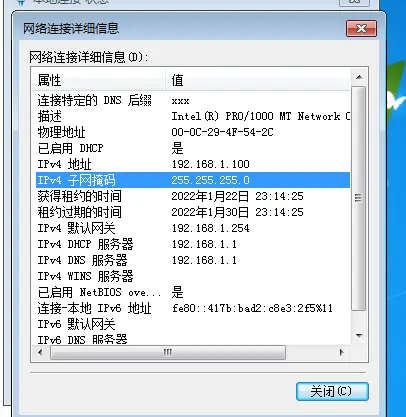 本地连接 状态
网络连接详细信息
网络连接详细信息(D):
属性 值
连接特定的 DNS 后缀 xxx
描述 Intel(R) PRO/1000 MT Network C
物理地址 00-0C-29-4F-54-2C
已启用 DHCP 是
IPv4 地址 192.168.1.100
IPv4 子网掩码 255.255.255.0
获得租约的时间 2022年1月22日 23:14:25
租约过期的时间 2022年1月30日 23:14:25
IPv4 默认网关 192.168.1.254
IPv4 DHCP 服务器 192.168.1.1
IPv4 DNS 服务器 192.168.1.1
IPv4 WINS 服务器
已启用 NetBIOS ove... 是
连接-本地 IPv6 地址 fe80::417b:bad2:c8e3:2f5%11
IPv6 默认网关
IPv6 DNS 服务器
关闭(C)